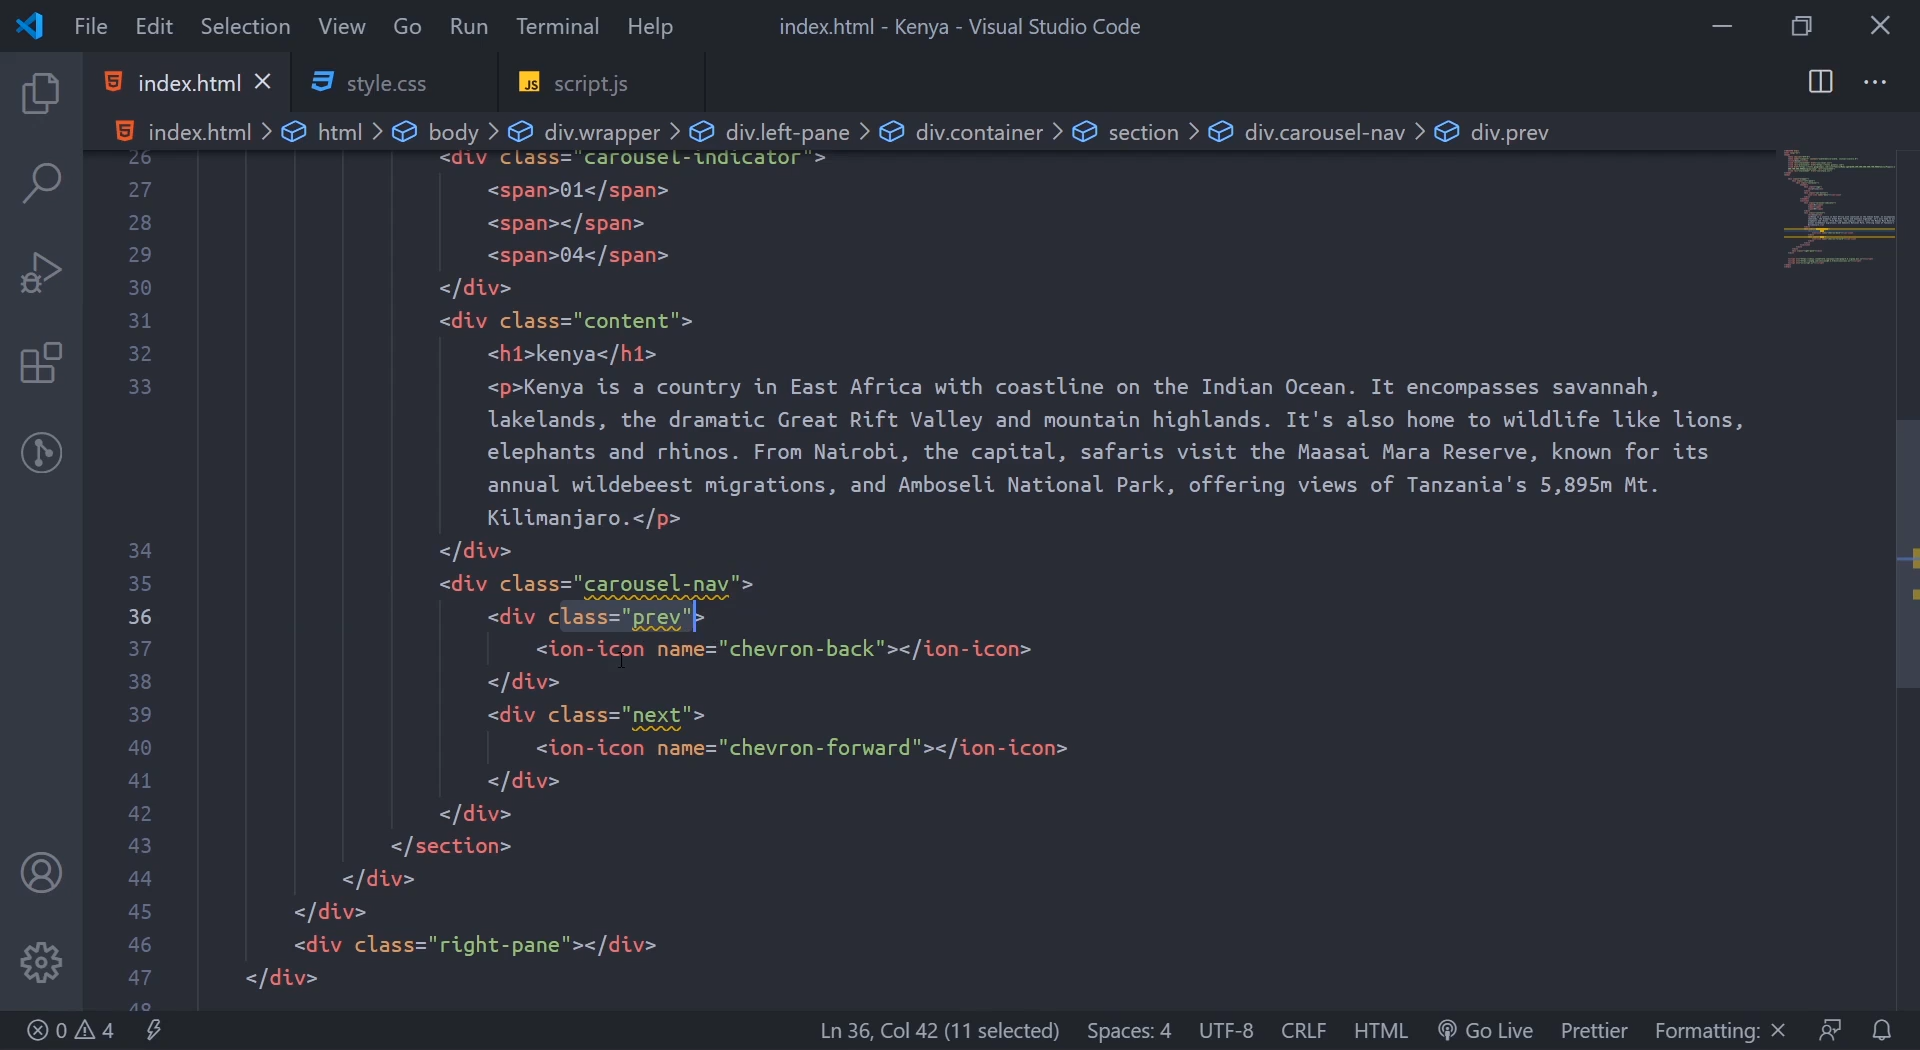 File Edit Selection View Go Run Terminal Help index.html - Kenya - Visual Studio Code
index.html style.css JS script.js
index.html > html > body > div.wrapper > div.left-pane > div.container > section > div.carousel-nav > div.prev
26 <div class="carousel-indicator">
27 <span>01</span>
28 <span></span>
29 <span>04</span>
30 </div>
31 <div class="content">
32 <h1>kenya</h1>
33 <p>Kenya is a country in East Africa with coastline on the Indian Ocean. It encompasses savannah,
lakelands, the dramatic Great Rift Valley and mountain highlands. It's also home to wildlife like lions,
elephants and rhinos. From Nairobi, the capital, safaris visit the Maasai Mara Reserve, known for its
annual wildebeest migrations, and Amboseli National Park, offering views of Tanzania's 5,895m Mt.
Kilimanjaro.</p>
34 </div>
35 <div class="carousel-nav">
36 <div class="prev">
37 <ion-icon name="chevron-back"></ion-icon>
38 </div>
39 <div class="next">
40 <ion-icon name="chevron-forward"></ion-icon>
41 </div>
42 </div>
43 </section>
44 </div>
45 </div>
46 <div class="right-pane"></div>
47 </div>
48
0 4 Ln 36, Col 42 (11 selected) Spaces: 4 UTF-8 CRLF HTML Go Live Prettier Formatting: ×